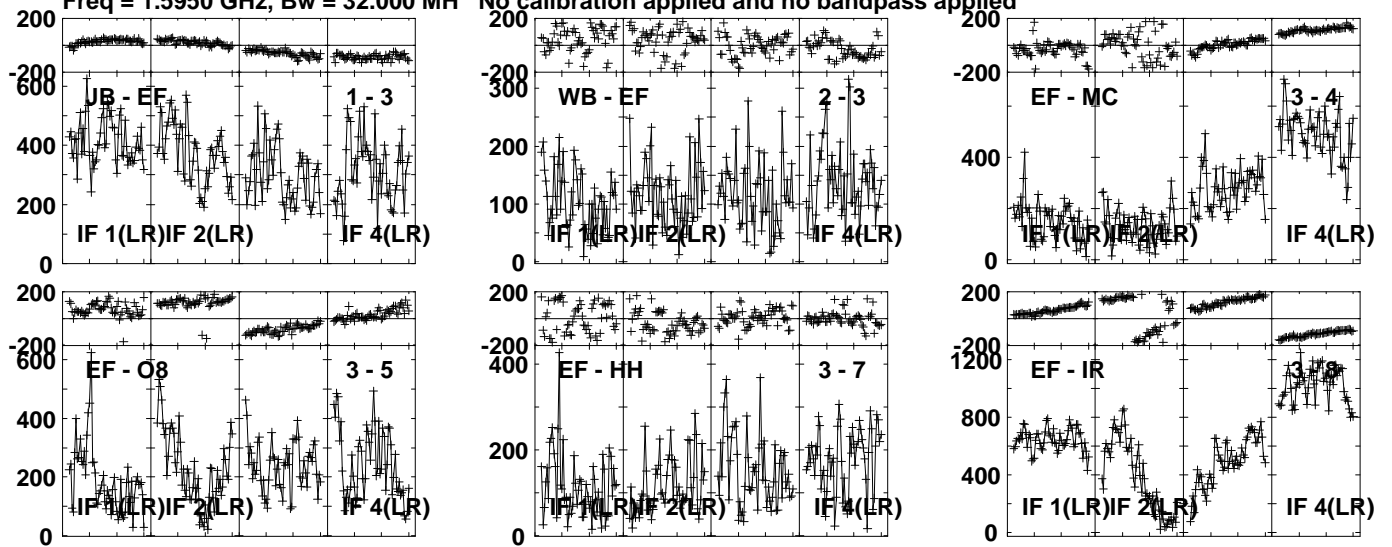 Freq = 1.5950 GHz, Bw = 32.000 MH No calibration applied and no bandpass applied
200
-200
600
400
200
0
JB - EF 1 - 3
IF 1(LR) IF 2(LR) IF 4(LR)
200
-200
300
200
100
0
WB - EF 2 - 3
IF 1(LR) IF 2(LR) IF 4(LR)
200
-200
400
0
EF - MC 3 - 4
IF 1(LR) IF 2(LR) IF 4(LR)
200
-200
600
400
200
0
EF - O8 3 - 5
IF 1(LR) IF 2(LR) IF 4(LR)
200
-200
400
200
0
EF - HH 3 - 7
IF 1(LR) IF 2(LR) IF 4(LR)
200
-200
1200
800
400
0
EF - IR 3 - 8
IF 1(LR) IF 2(LR) IF 4(LR)